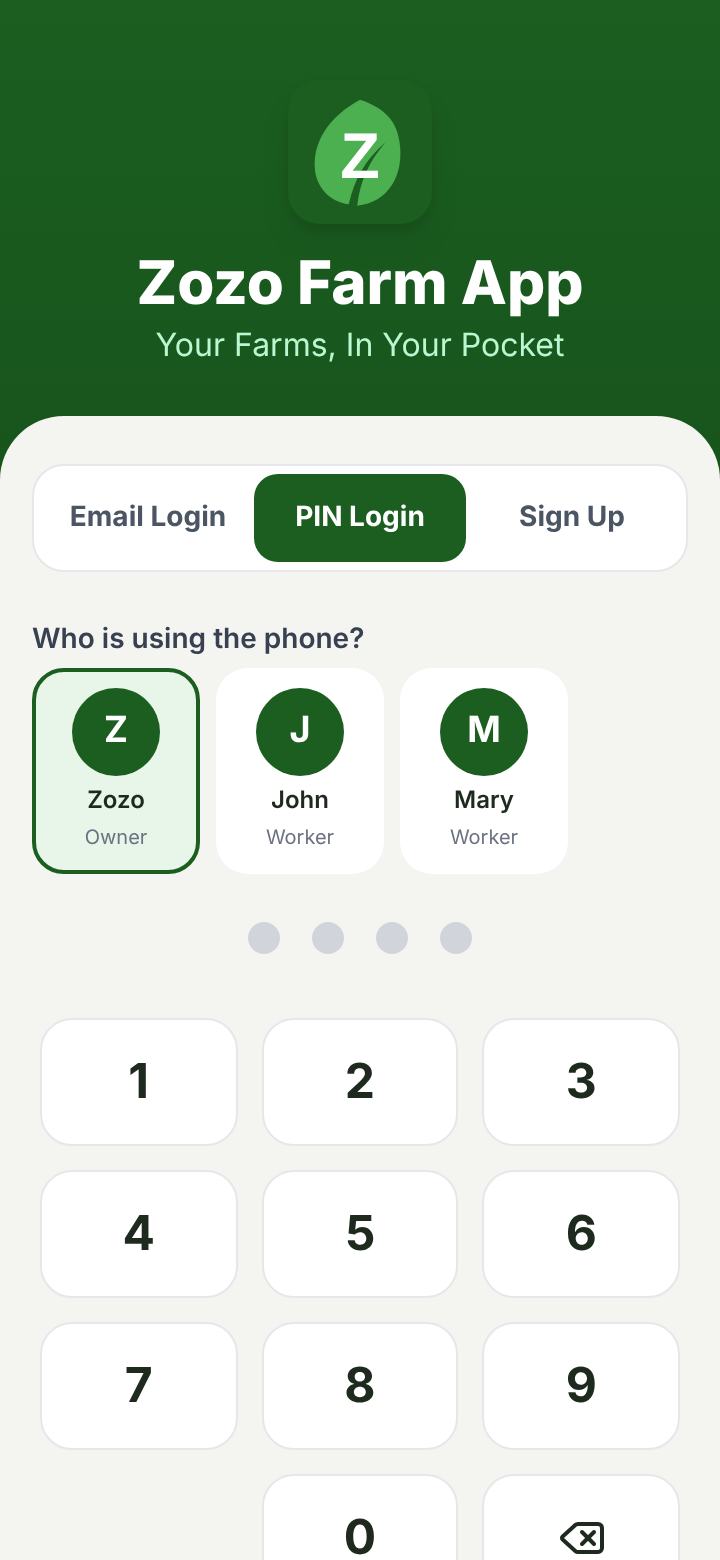 Z
Zozo Farm App
Your Farms, In Your Pocket
Email Login PIN Login Sign Up
Who is using the phone?
Z J M
Zozo John Mary
Owner Worker Worker
1 2 3
4 5 6
7 8 9
0